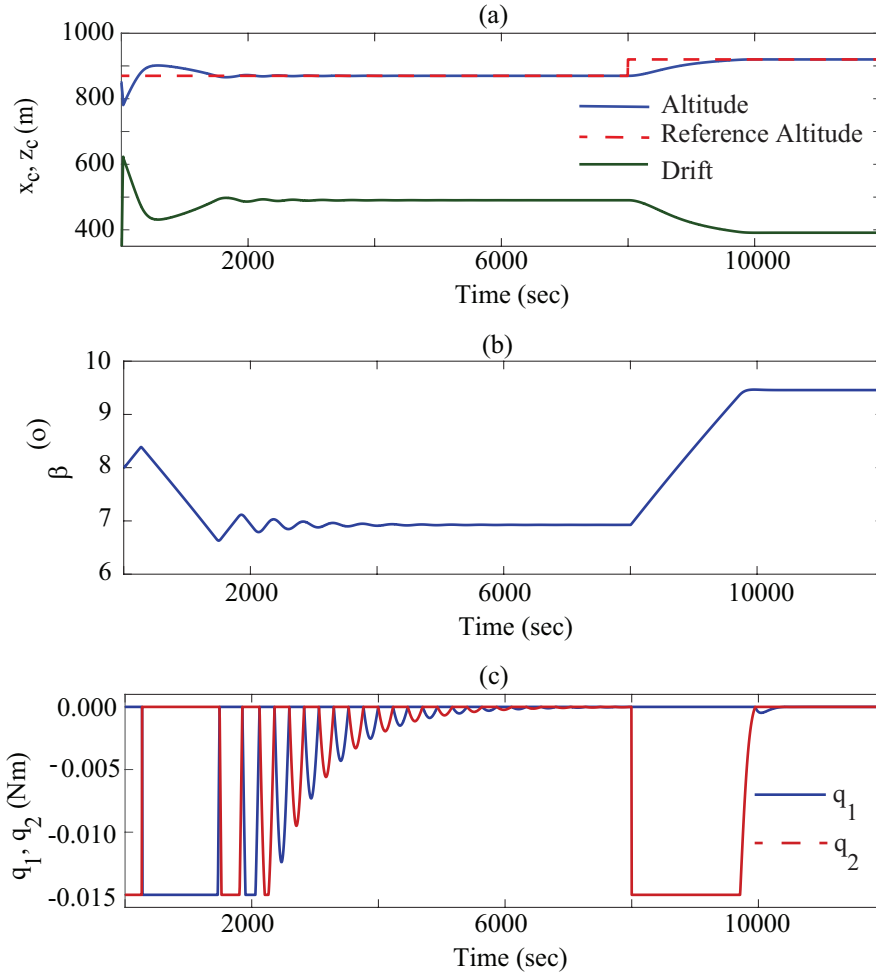 (a)
1000
800
600
400
x_c, z_c (m)
Altitude
Reference Altitude
Drift
2000 6000 10000
Time (sec)
(b)
10
9
8
7
6
β (o)
2000 6000 10000
Time (sec)
(c)
0.000
-0.005
-0.010
-0.015
q_1, q_2 (Nm)
q_1
q_2
2000 6000 10000
Time (sec)